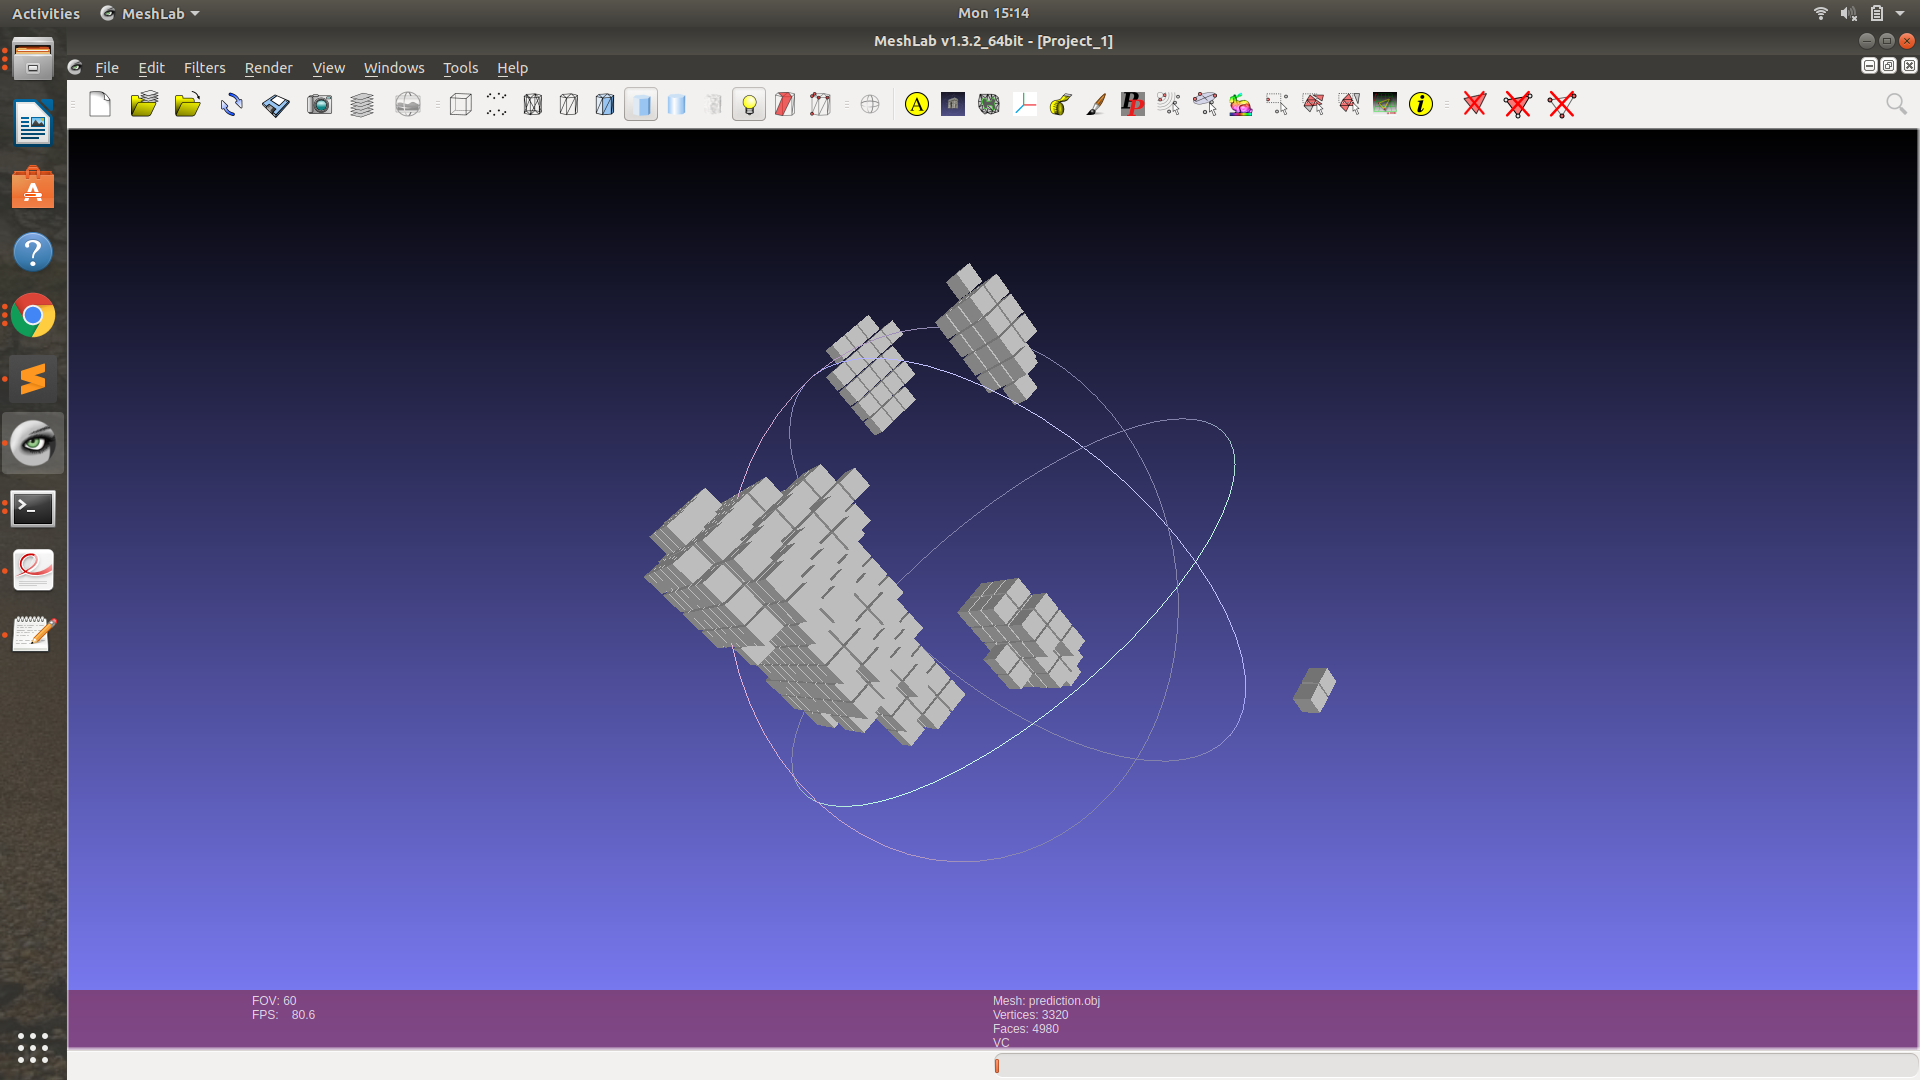 Activities MeshLab Mon 15:14
MeshLab v1.3.2_64bit - [Project_1]
File Edit Filters Render View Windows Tools Help
A PP i
FOV: 60
FPS: 80.6
Mesh: prediction.obj
Vertices: 3320
Faces: 4980
VC